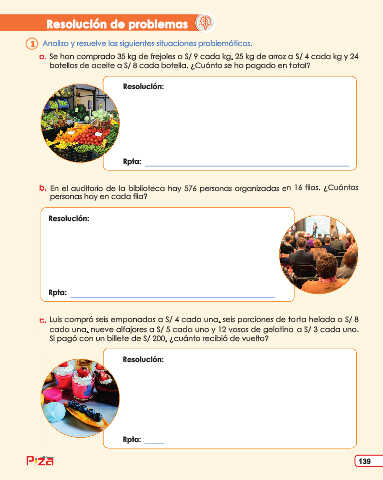 Resolución de problemas
1 Analizo y resuelve las siguientes situaciones problemáticas.
a. Se han comprado 35 kg de frejoles a S/ 9 cada kg, 25 kg de arroz a S/ 4 cada kg y 24
botellas de aceite a S/ 8 cada botella. ¿Cuánto se ha pagado en total?
Resolución:
Rpta:
b. En el auditorio de la biblioteca hay 576 personas organizadas en 16 filas. ¿Cuántas
personas hay en cada fila?
Resolución:
Rpta:
c. Luis compró seis empanadas a S/ 4 cada una, seis porciones de torta helada a S/ 8
cada una, nueve alfajores a S/ 5 cada uno y 12 vasos de gelatina a S/ 3 cada uno.
Si pagó con un billete de S/ 200, ¿cuánto recibió de vuelto?
Resolución:
Rpta:
139